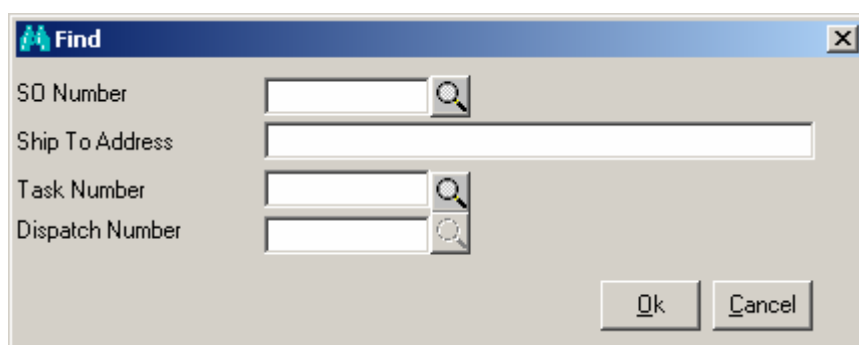 Find
SO Number
Ship To Address
Task Number
Dispatch Number
Ok Cancel